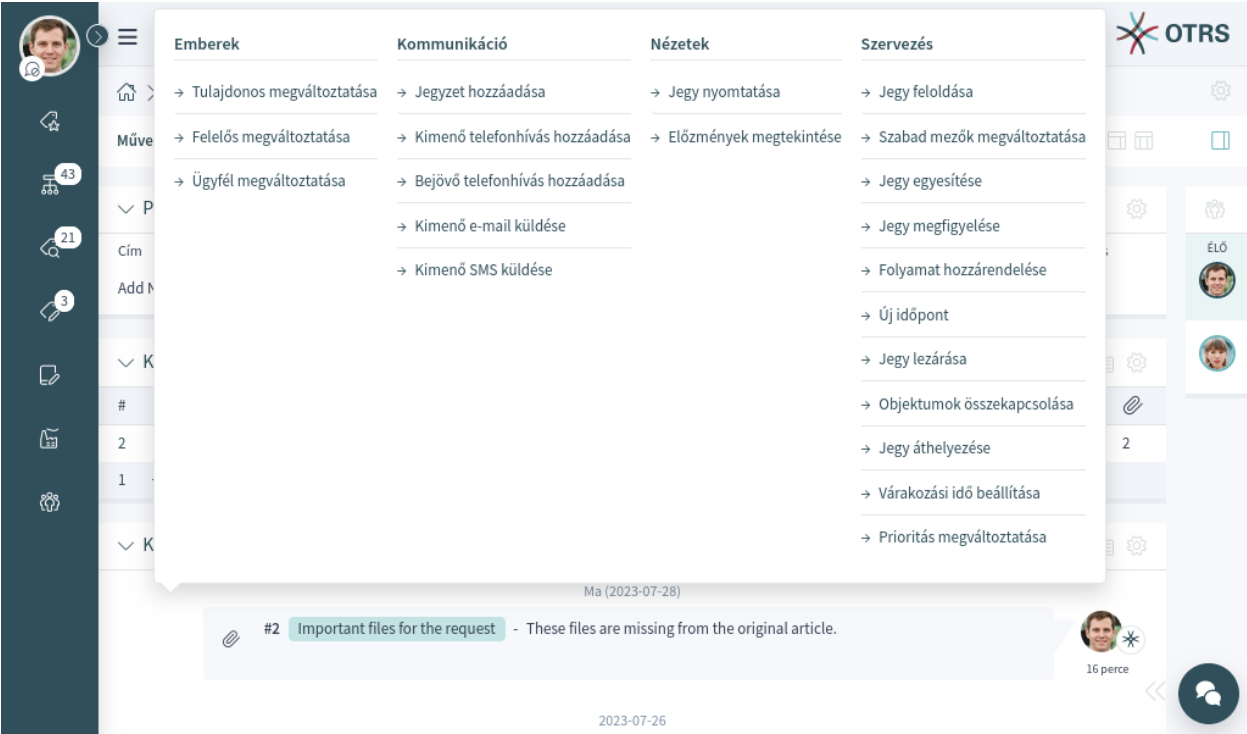 OTRS
Emberek
Tulajdonos megváltoztatása
Felelős megváltoztatása
Ügyfél megváltoztatása
Kommunikáció
Jegyzet hozzáadása
Kimenő telefonhívás hozzáadása
Bejövő telefonhívás hozzáadása
Kimenő e-mail küldése
Kimenő SMS küldése
Nézetek
Jegy nyomtatása
Előzmények megtekintése
Szervezés
Jegy feloldása
Szabad mezők megváltoztatása
Jegy egyesítése
Jegy megfigyelése
Folyamat hozzárendelése
Új időpont
Jegy lezárása
Objektumok összekapcsolása
Jegy áthelyezése
Várakozási idő beállítása
Prioritás megváltoztatása
43
21
3
Műve
P
Cím
Add N
K
#
2 2
1
K
ÉLŐ
Ma (2023-07-28)
#2 Important files for the request - These files are missing from the original article.
16 perce
2023-07-26